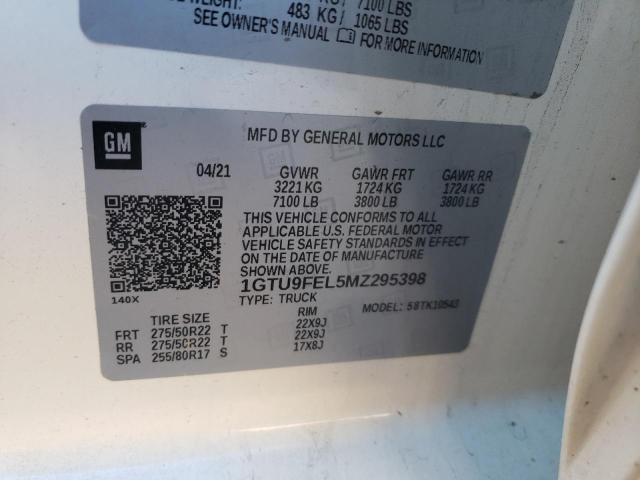 7100 LBS
483 KG / 1065 LBS
SEE OWNER'S MANUAL FOR MORE INFORMATION
GM
MFD BY GENERAL MOTORS LLC
04/21 GVWR GAWR FRT GAWR RR
3221 KG 1724 KG 1724 KG
7100 LB 3800 LB 3800 LB
THIS VEHICLE CONFORMS TO ALL
APPLICABLE U.S. FEDERAL MOTOR
VEHICLE SAFETY STANDARDS IN EFFECT
ON THE DATE OF MANUFACTURE
SHOWN ABOVE.
1GTU9FEL5MZ295398
140X
TYPE: TRUCK MODEL: 58TK10543
TIRE SIZE RIM
FRT 275/50R22 T 22X9J
RR 275/50R22 T 22X9J
SPA 255/80R17 S 17X8J